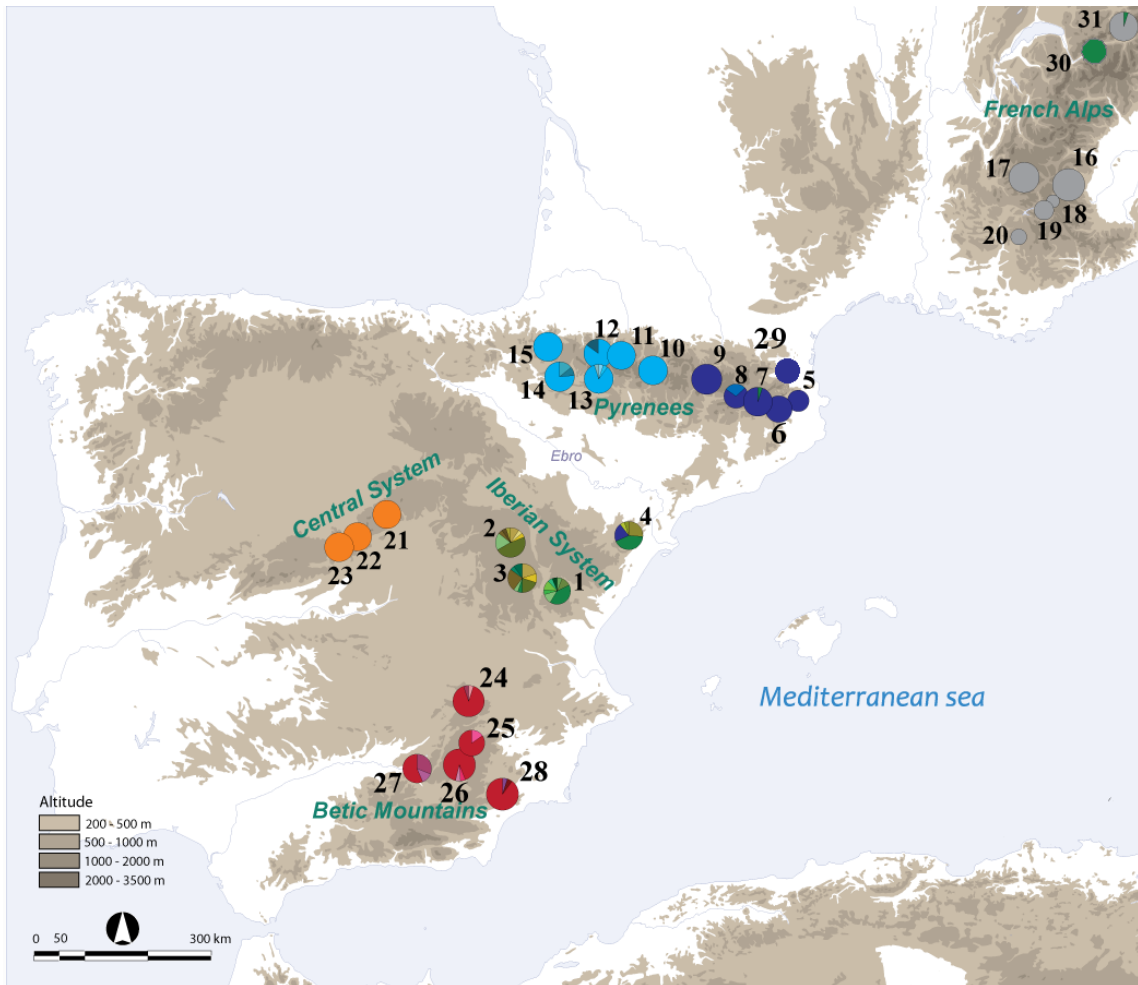 31
30
French Alps
17
16
18
19
20
29
12
11
10
15
9
8
7
5
14
13
Pyrenees
6
Ebro
Central System
Iberian System
4
2
21
22
23
3
1
24
Mediterranean sea
25
27
28
26
Betic Mountains
Altitude
200 - 500 m
500 - 1000 m
1000 - 2000 m
2000 - 3500 m
0 50 300 km